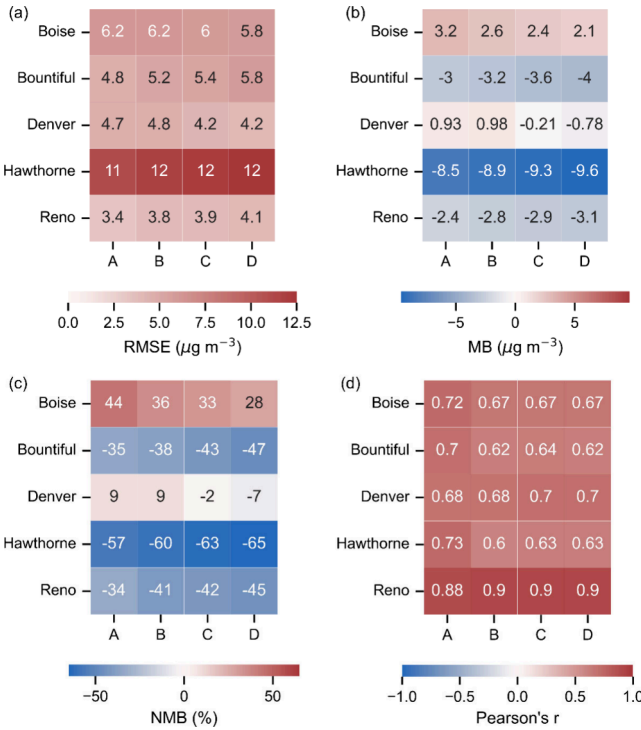 (a)
Boise 6.2 6.2 6 5.8
Bountiful 4.8 5.2 5.4 5.8
Denver 4.7 4.8 4.2 4.2
Hawthorne 11 12 12 12
Reno 3.4 3.8 3.9 4.1
A B C D
0.0 2.5 5.0 7.5 10.0 12.5
RMSE (μg m⁻³)
(b)
Boise 3.2 2.6 2.4 2.1
Bountiful -3 -3.2 -3.6 -4
Denver 0.93 0.98 -0.21 -0.78
Hawthorne -8.5 -8.9 -9.3 -9.6
Reno -2.4 -2.8 -2.9 -3.1
A B C D
−5 0 5
MB (μg m⁻³)
(c)
Boise 44 36 33 28
Bountiful -35 -38 -43 -47
Denver 9 9 -2 -7
Hawthorne -57 -60 -63 -65
Reno -34 -41 -42 -45
A B C D
−50 0 50
NMB (%)
(d)
Boise 0.72 0.67 0.67 0.67
Bountiful 0.7 0.62 0.64 0.62
Denver 0.68 0.68 0.7 0.7
Hawthorne 0.73 0.6 0.63 0.63
Reno 0.88 0.9 0.9 0.9
A B C D
−1.0 −0.5 0.0 0.5 1.0
Pearson's r